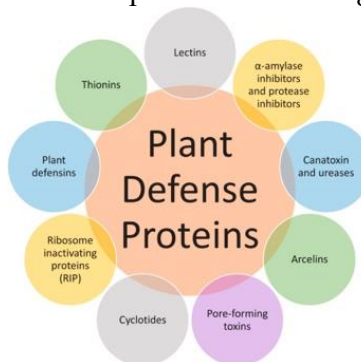 Lectins
α-amylase
inhibitors
and protease
inhibitors
Canatoxin
and ureases
Arcelins
Pore-forming
toxins
Cyclotides
Ribosome
inactivating
proteins
(RIP)
Plant
defensins
Thionins
Plant
Defense
Proteins